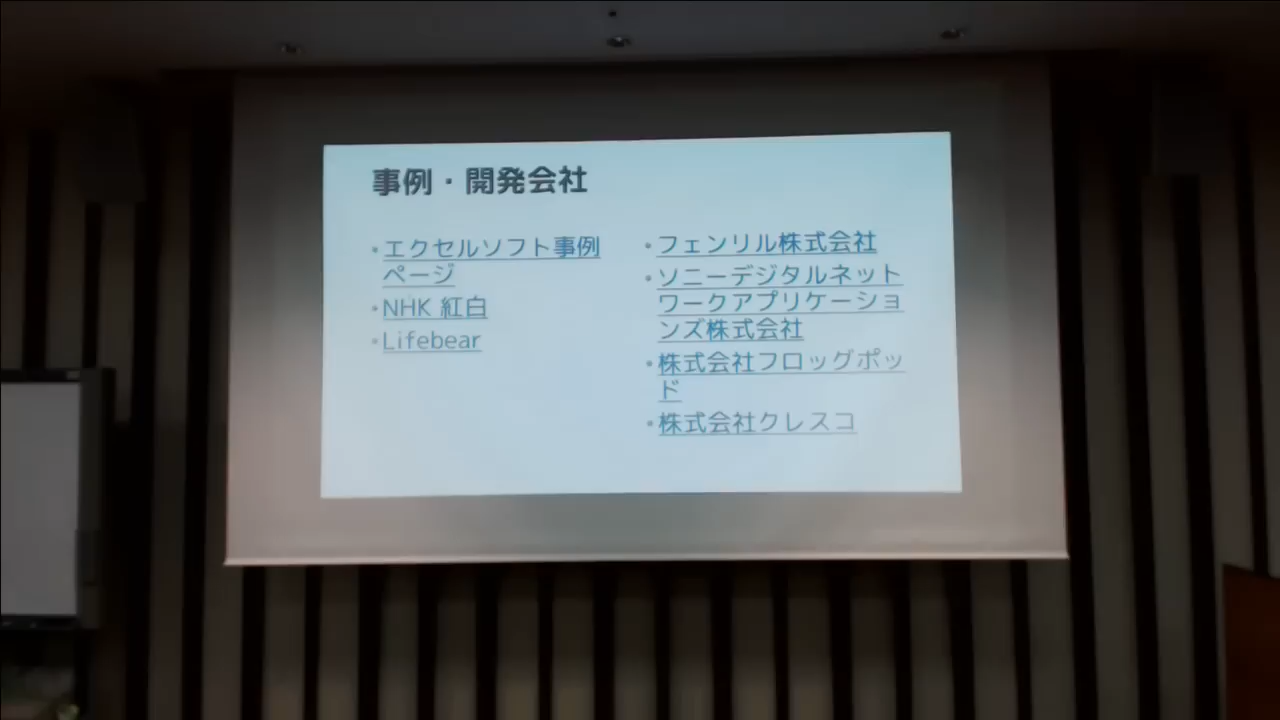 事例・開発会社
・エクセルソフト事例
ページ
・NHK 紅白
・Lifebear
・フェンリル株式会社
・ソニーデジタルネット
ワークアプリケーショ
ンズ株式会社
・株式会社フロッグポッ
ド
・株式会社クレスコ